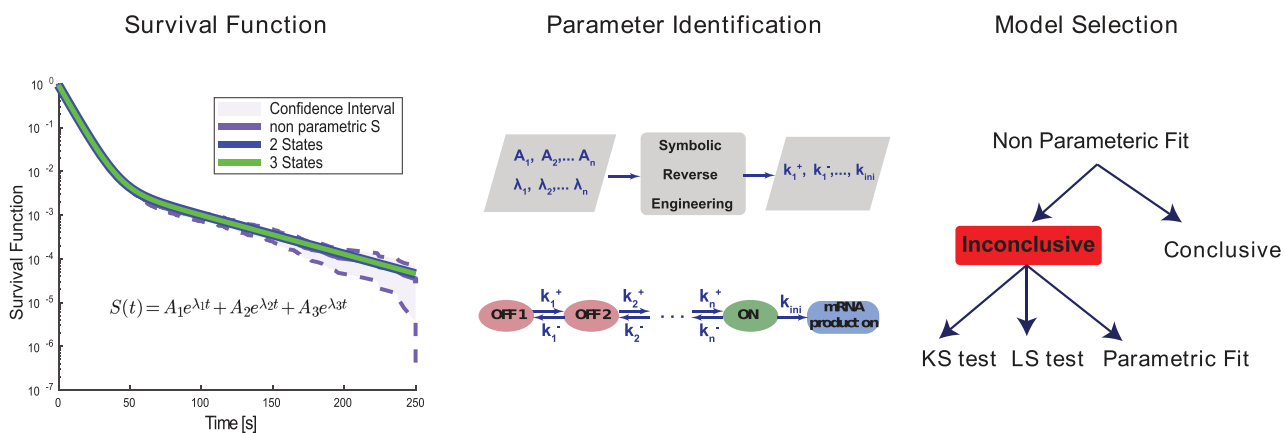 Survival Function
Parameter Identification
Model Selection
10 0
10 -1
10 -2
10 -3
10 -4
10 -5
10 -6
10 -7
Survival Function
0 50 100 150 200 250
Time [s]
Confidence Interval
non parametric S
2 States
3 States
S(t) = A1e^λ1t + A2e^λ2t + A3e^λ3t
A1, A2,... An
λ1, λ2,... λn
Symbolic
Reverse
Engineering
k1+, k1-,..., kini
k1+ k2+ kn+ kini
OFF 1 OFF 2 . . . ON
mRNA
product on
k1- k2- kn-
Non Parameteric Fit
Inconclusive
Conclusive
KS test LS test Parametric Fit